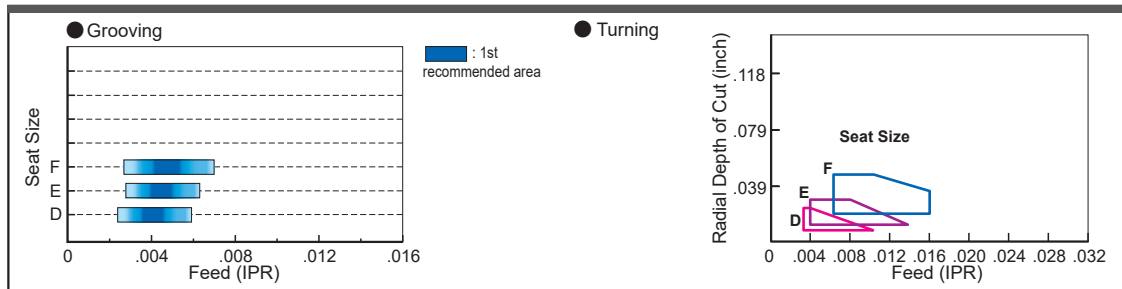 Grooving
: 1st
recommended area
Seat Size
F
E
D
0 .004 .008 .012 .016
Feed (IPR)
Turning
Radial Depth of Cut (inch)
.118
.079
.039
Seat Size
F
E
D
0 .004 .008 .012 .016 .020 .024 .028 .032
Feed (IPR)